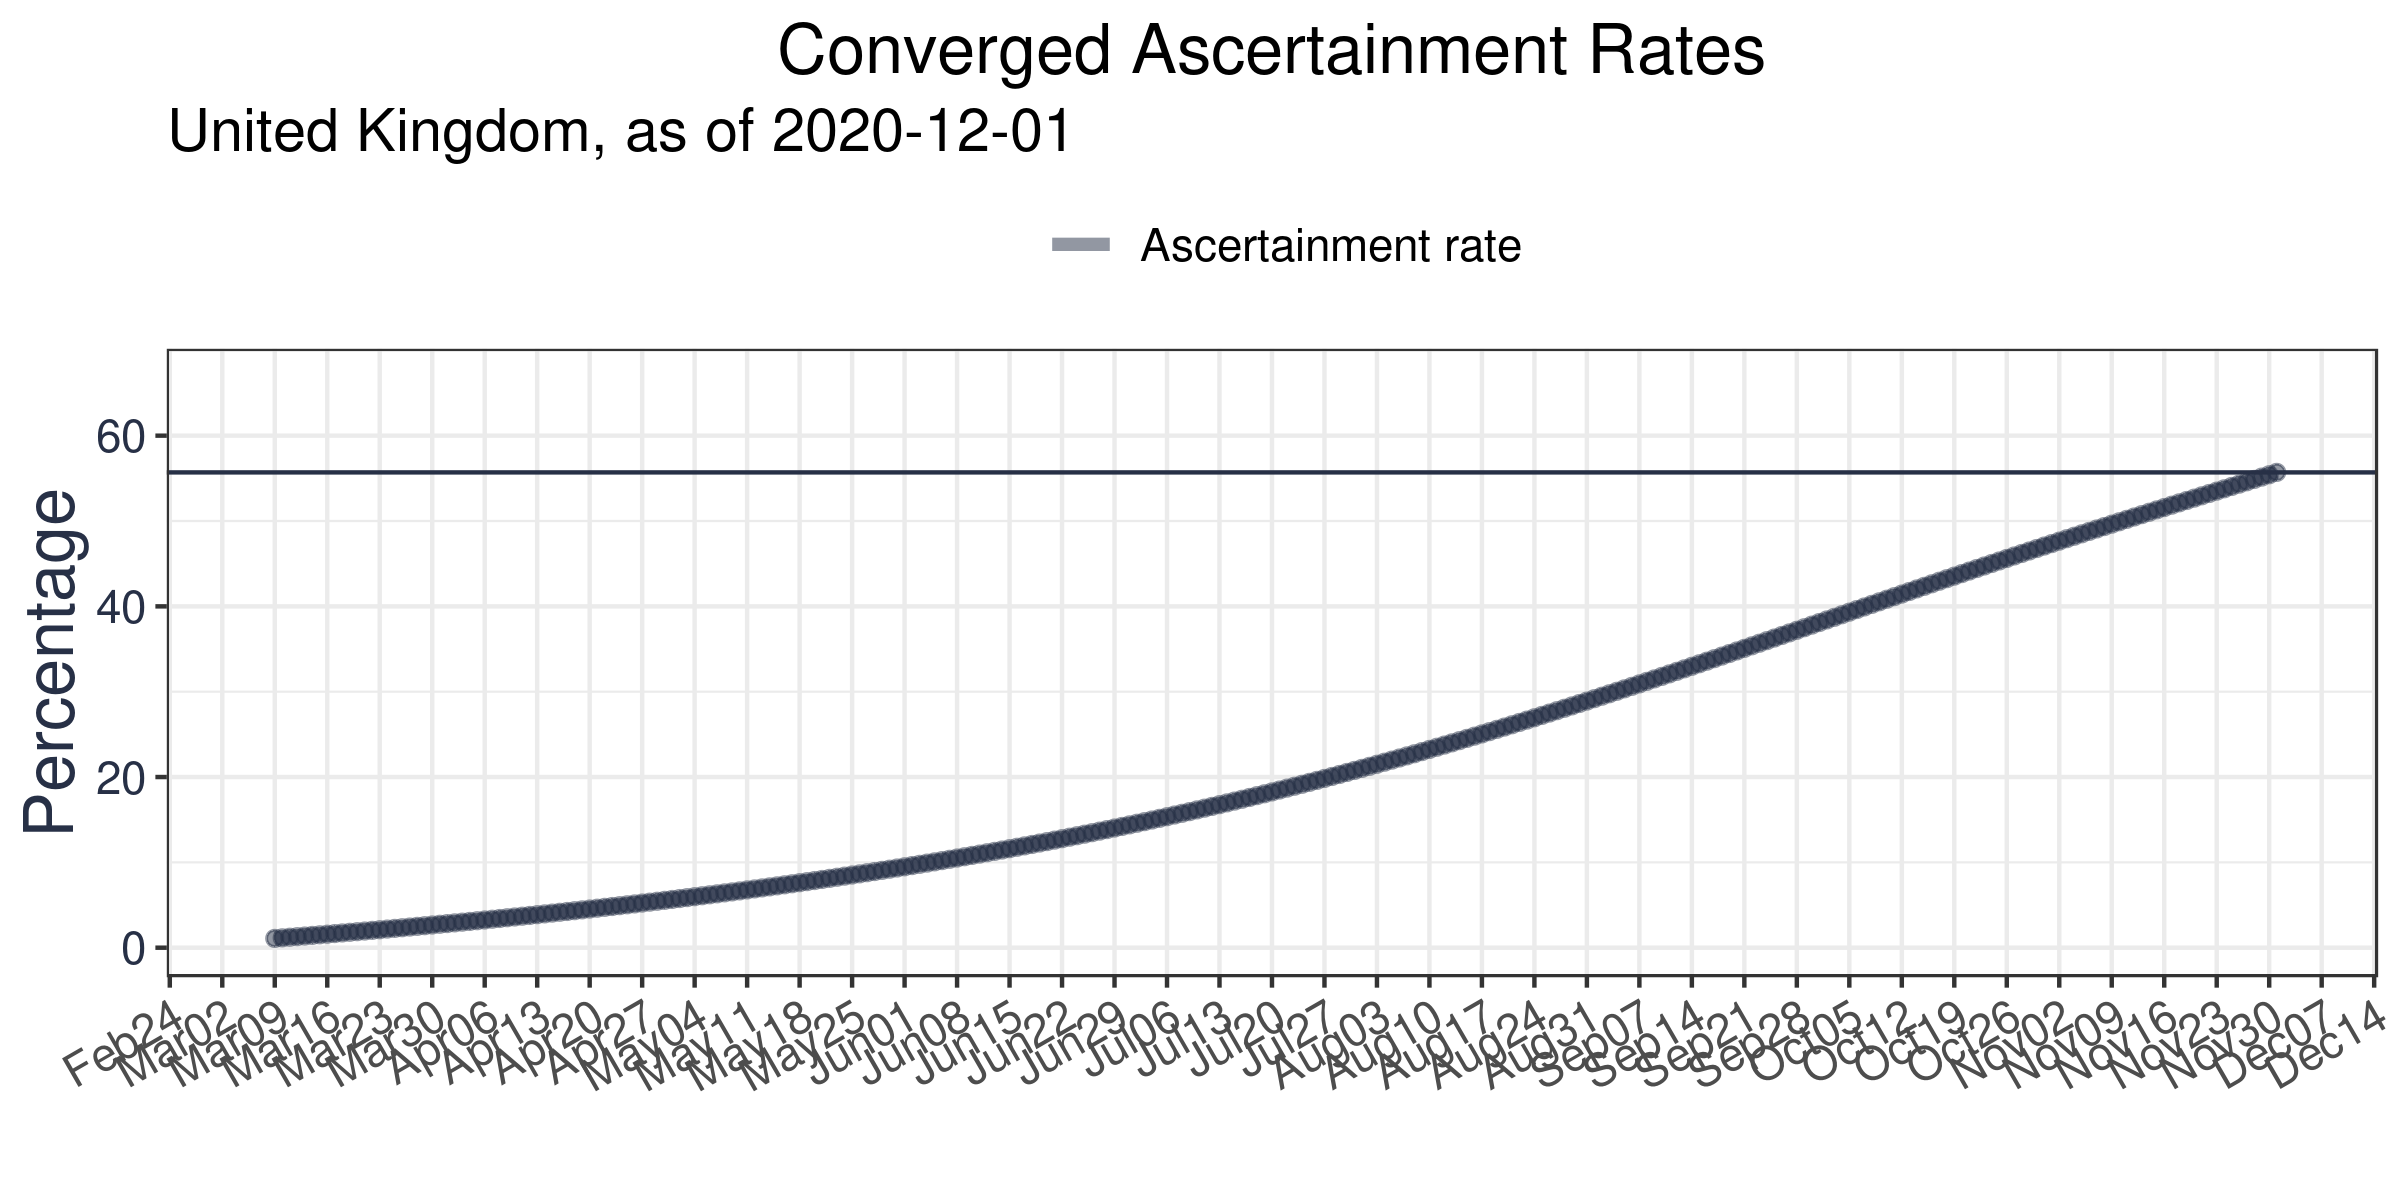 Converged Ascertainment Rates
United Kingdom, as of 2020-12-01
Ascertainment rate
Percentage
60
40
20
0
Feb24
Mar02
Mar09
Mar16
Mar23
Mar30
Apr06
Apr13
Apr20
Apr27
May04
May11
May18
May25
Jun01
Jun08
Jun15
Jun22
Jun29
Jul06
Jul13
Jul20
Jul27
Aug03
Aug10
Aug17
Aug24
Aug31
Sep07
Sep14
Sep21
Sep28
Oct05
Oct12
Oct19
Oct26
Nov02
Nov09
Nov16
Nov23
Nov30
Dec07
Dec14